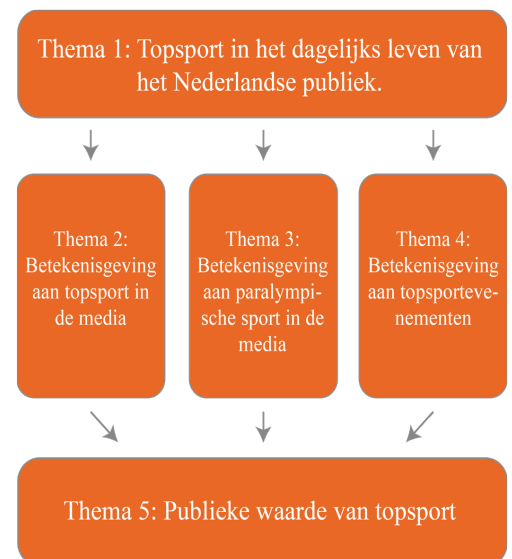 Thema 1: Topsport in het dagelijks leven van
het Nederlandse publiek.
Thema 2:
Betekenisgeving
aan topsport in
de media
Thema 3:
Betekenisgeving
aan paralympi-
sche sport in de
media
Thema 4:
Betekenisgeving
aan topsporteve-
nementen
Thema 5: Publieke waarde van topsport